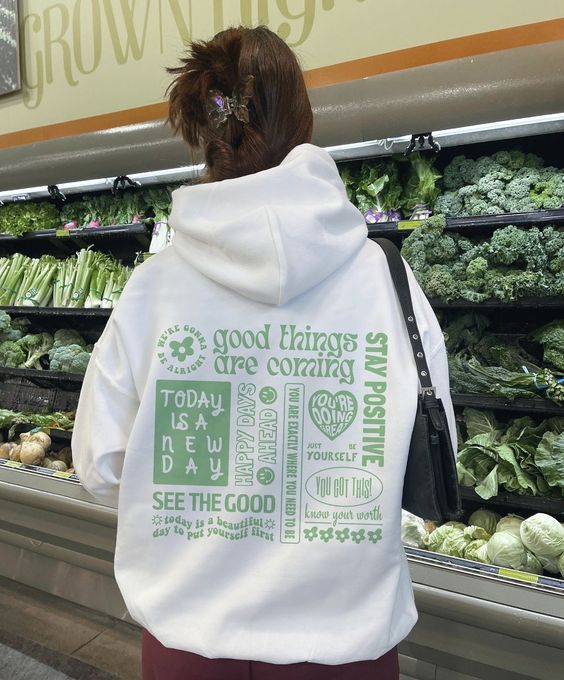 GROWN
WE'RE GONNA
BE ALRIGHT
good things
are coming
STAY POSITIVE
TODAY
IS A
NEW
DAY
HAPPY DAYS
AHEAD
YOU ARE EXACTLY WHERE YOU NEED TO BE
YOU'RE
DOING
GREAT
JUST BE
YOURSELF
SEE THE GOOD
YOU GOT THIS!
know your worth
today is a beautiful
day to put yourself first